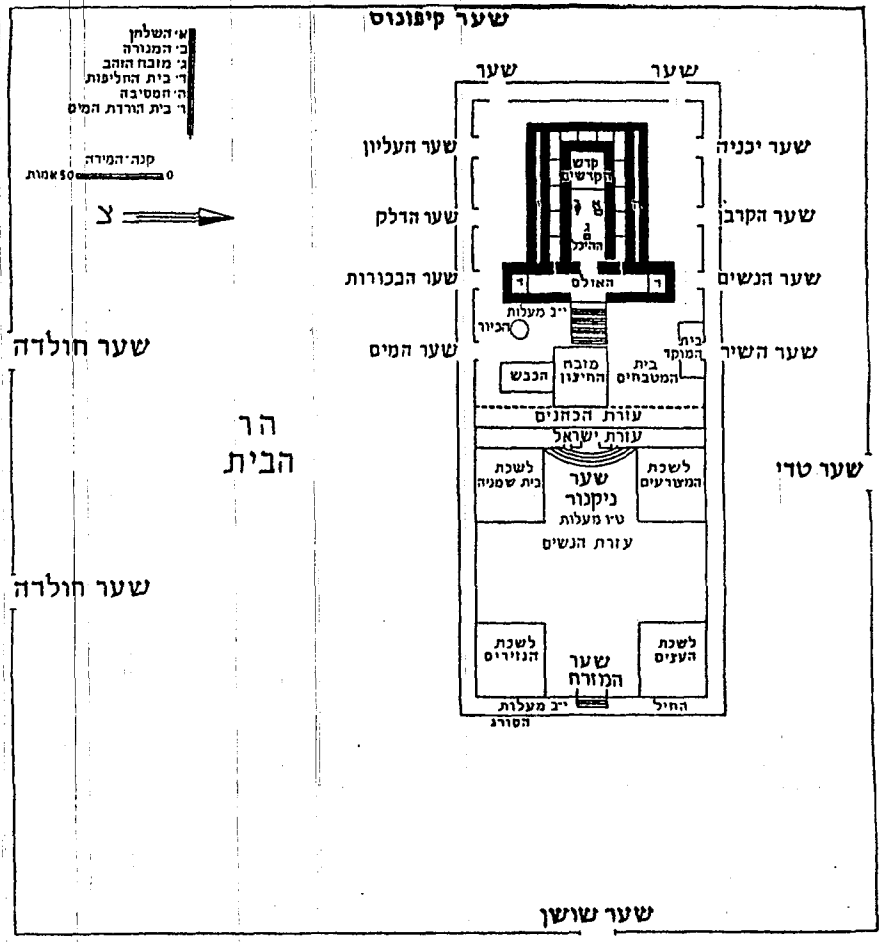 שער קיפונוס
א׳ השלחן
ב׳ המנורה
ג׳ מזבח הזהב
ד׳ בית החליפות
ה׳ המסיבה
ו׳ בית הורדת המים
קנה־המידה
50 אמות
0
צ
שער
שער
שער העליון
שער יכניה
שער הדלק
שער הקרבן
שער הבכורות
שער הנשים
שער המים
שער השיר
קדש
הקדשים
א
ב
ג
ההיכל
ה
ו
האולם
ד
ד
י״ב מעלות
הכיור
בית
המוקד
הכבש
מזבח
החיצון
בית
המטבחים
עזרת הכהנים
עזרת ישראל
לשכת
בית שמניה
שער
ניקנור
ט״ו מעלות
לשכת
המצורעים
עזרת הנשים
לשכת
הנזירים
שער
המזרח
לשכת
העצים
י״ב מעלות
החיל
הסורג
שער חולדה
שער חולדה
הר
הבית
שער טדי
שער שושן